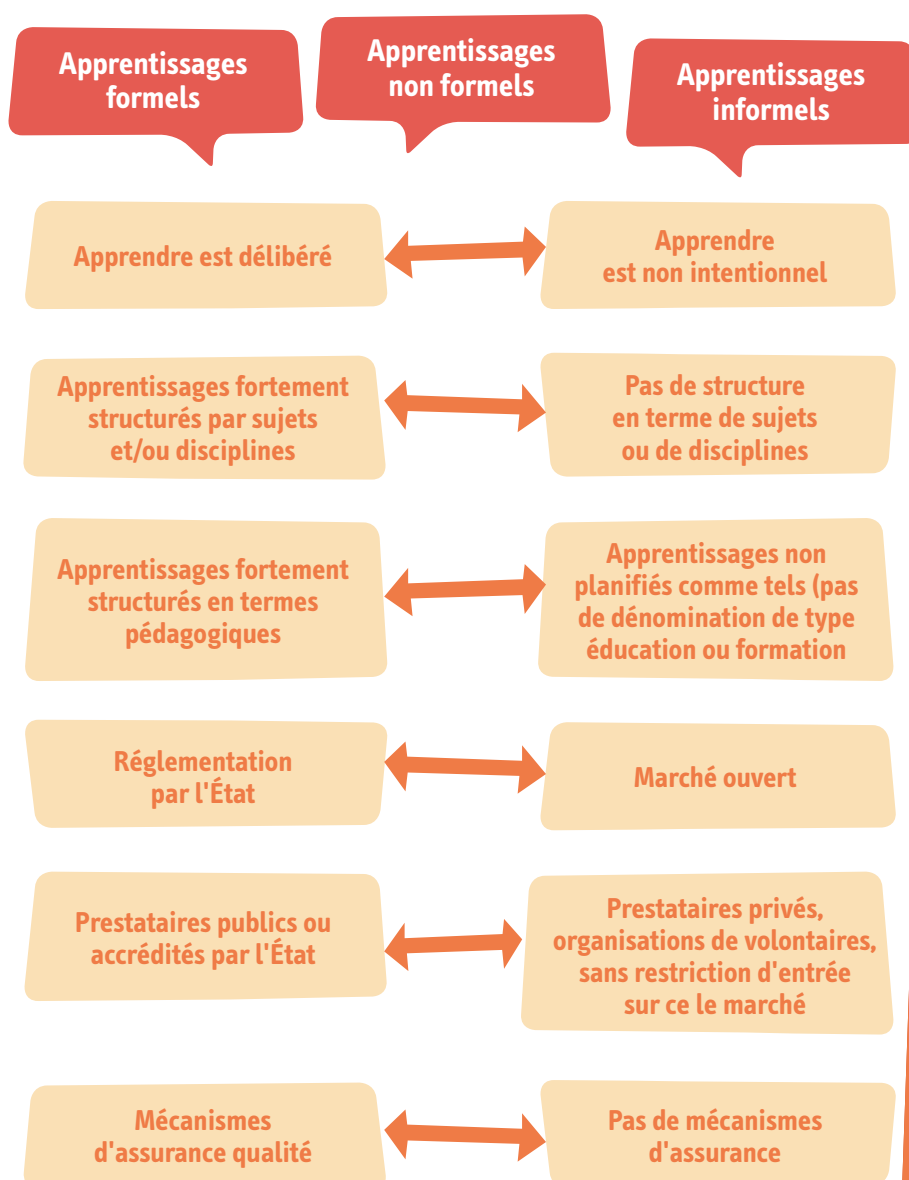 Apprentissages
formels
Apprentissages
non formels
Apprentissages
informels
Apprendre est délibéré
Apprendre
est non intentionnel
Apprentissages fortement
structurés par sujets
et/ou disciplines
Pas de structure
en terme de sujets
ou de disciplines
Apprentissages fortement
structurés en termes
pédagogiques
Apprentissages non
planifiés comme tels (pas
de dénomination de type
éducation ou formation
Réglementation
par l'État
Marché ouvert
Prestataires publics ou
accrédités par l'État
Prestataires privés,
organisations de volontaires,
sans restriction d'entrée
sur ce le marché
Mécanismes
d'assurance qualité
Pas de mécanismes
d'assurance